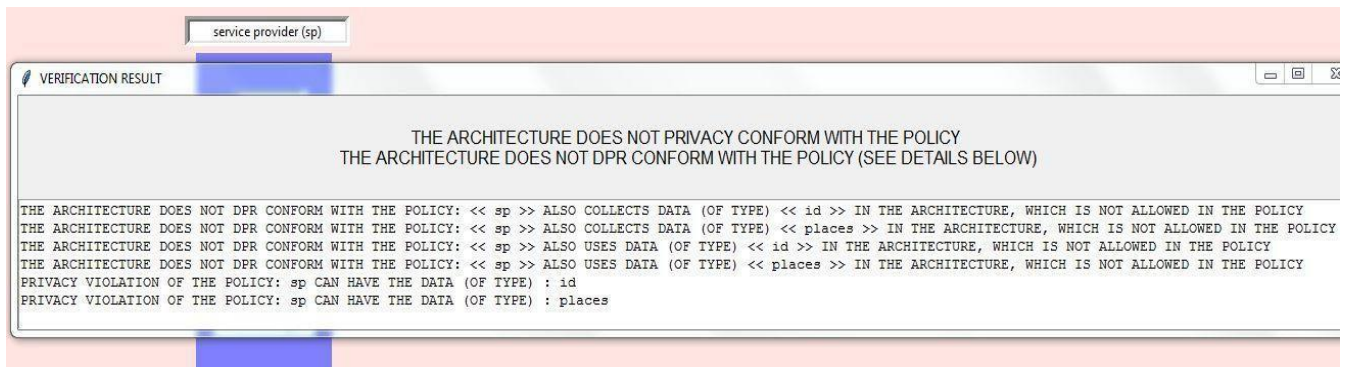 service provider (sp)
VERIFICATION RESULT
THE ARCHITECTURE DOES NOT PRIVACY CONFORM WITH THE POLICY
THE ARCHITECTURE DOES NOT DPR CONFORM WITH THE POLICY (SEE DETAILS BELOW)
THE ARCHITECTURE DOES NOT DPR CONFORM WITH THE POLICY: << sp >> ALSO COLLECTS DATA (OF TYPE) << id >> IN THE ARCHITECTURE, WHICH IS NOT ALLOWED IN THE POLICY
THE ARCHITECTURE DOES NOT DPR CONFORM WITH THE POLICY: << sp >> ALSO COLLECTS DATA (OF TYPE) << places >> IN THE ARCHITECTURE, WHICH IS NOT ALLOWED IN THE POLICY
THE ARCHITECTURE DOES NOT DPR CONFORM WITH THE POLICY: << sp >> ALSO USES DATA (OF TYPE) << id >> IN THE ARCHITECTURE, WHICH IS NOT ALLOWED IN THE POLICY
THE ARCHITECTURE DOES NOT DPR CONFORM WITH THE POLICY: << sp >> ALSO USES DATA (OF TYPE) << places >> IN THE ARCHITECTURE, WHICH IS NOT ALLOWED IN THE POLICY
PRIVACY VIOLATION OF THE POLICY: sp CAN HAVE THE DATA (OF TYPE) : id
PRIVACY VIOLATION OF THE POLICY: sp CAN HAVE THE DATA (OF TYPE) : places